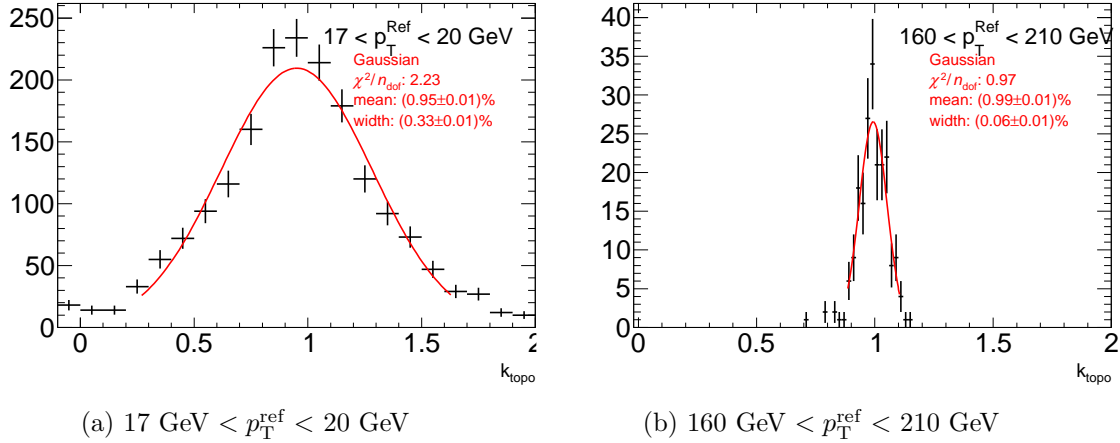 250
200
150
100
50
0
0 0.5 1 1.5 2
k_topo
17 < p_T^Ref < 20 GeV
Gaussian
χ²/n_dof: 2.23
mean: (0.95±0.01)%
width: (0.33±0.01)%
(a) 17 GeV < p_T^ref < 20 GeV
40
35
30
25
20
15
10
5
0
0 0.5 1 1.5 2
k_topo
160 < p_T^Ref < 210 GeV
Gaussian
χ²/n_dof: 0.97
mean: (0.99±0.01)%
width: (0.06±0.01)%
(b) 160 GeV < p_T^ref < 210 GeV